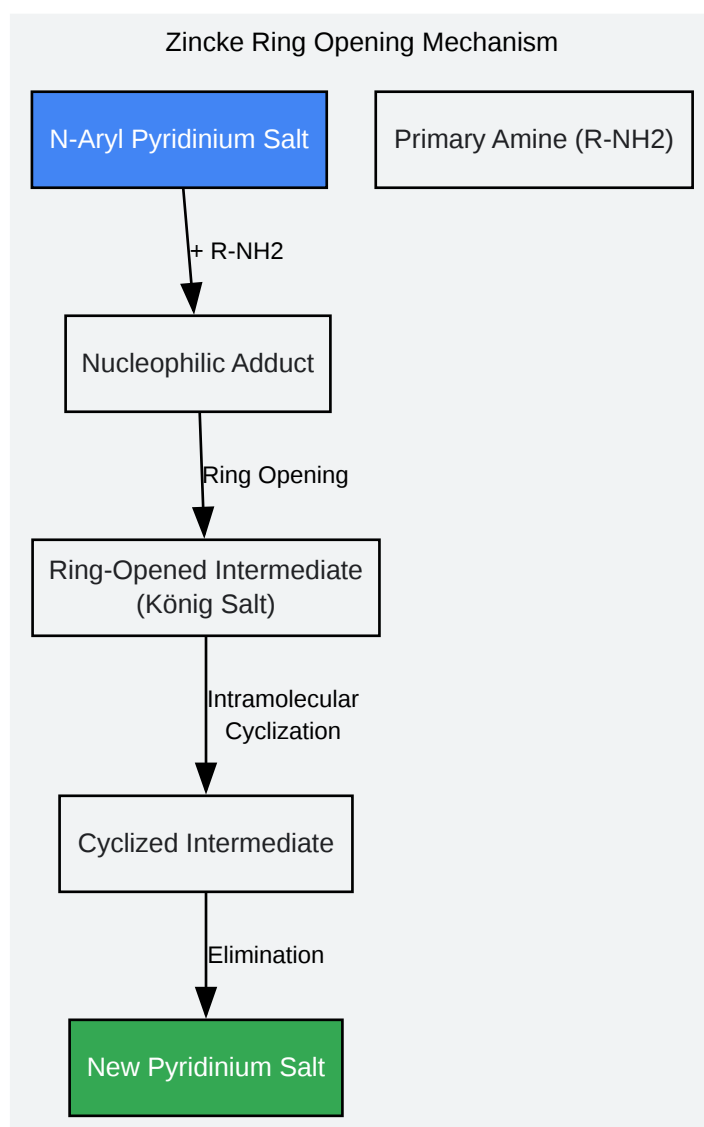 Zincke Ring Opening Mechanism
N-Aryl Pyridinium Salt
Primary Amine (R-NH2)
+ R-NH2
Nucleophilic Adduct
Ring Opening
Ring-Opened Intermediate
(König Salt)
Intramolecular
Cyclization
Cyclized Intermediate
Elimination
New Pyridinium Salt